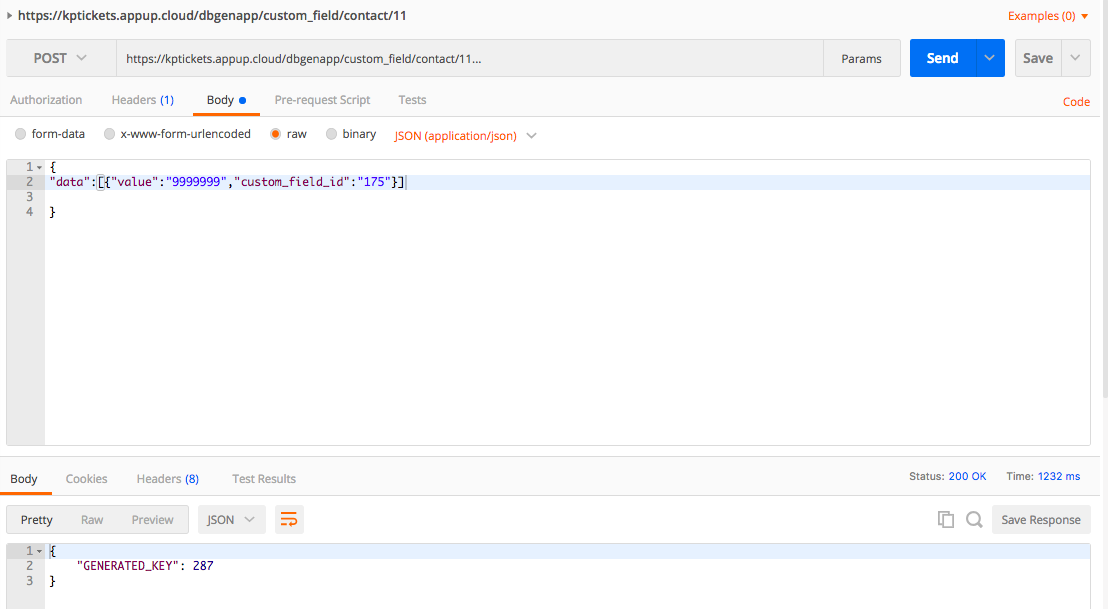 https://kptickets.appup.cloud/dbgenapp/custom_field/contact/11
Examples (0)
POST
https://kptickets.appup.cloud/dbgenapp/custom_field/contact/11...
Params
Send
Save
Authorization
Headers (1)
Body
Pre-request Script
Tests
Code
form-data
x-www-form-urlencoded
raw
binary
JSON (application/json)
1 {
2 "data":[{"value":"9999999","custom_field_id":"175"}]
3
4 }
Body
Cookies
Headers (8)
Test Results
Status: 200 OK
Time: 1232 ms
Pretty
Raw
Preview
JSON
Save Response
1 {
2 "GENERATED_KEY": 287
3 }